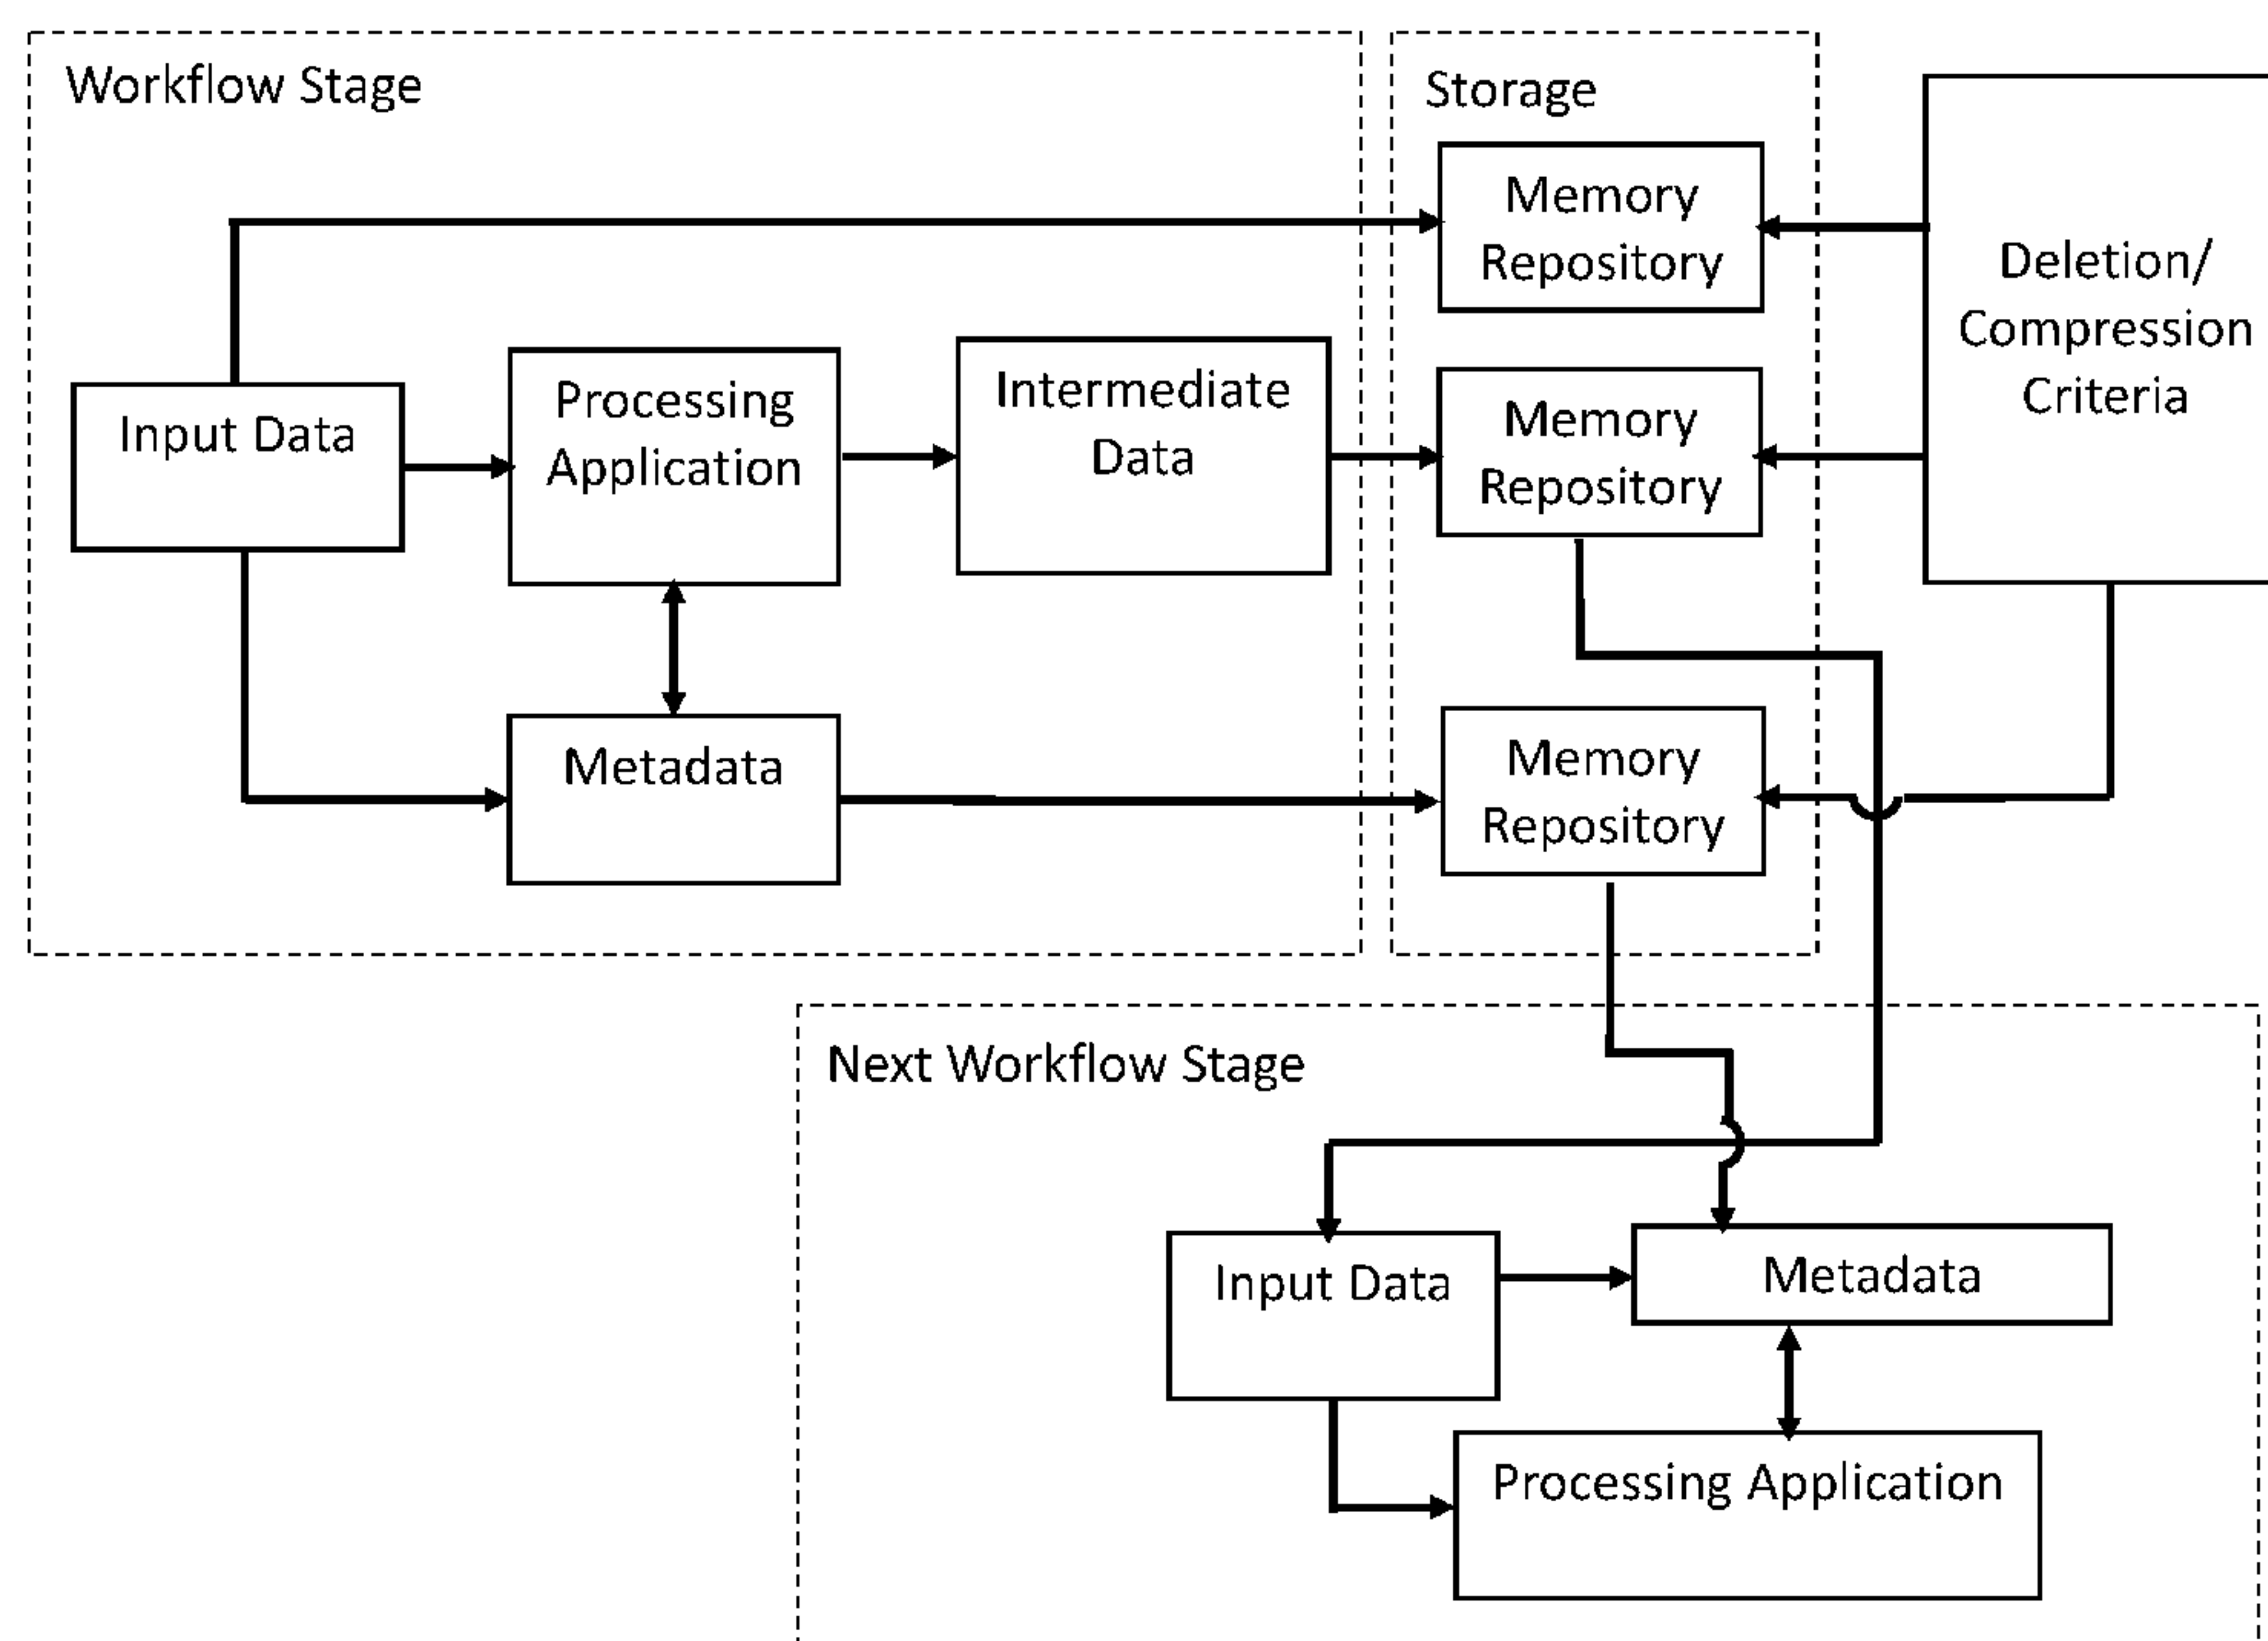 Workflow Stage
Storage
Memory
Repository
Deletion/
Compression
Criteria
Input Data
Processing
Application
Intermediate
Data
Memory
Repository
Metadata
Memory
Repository
Next Workflow Stage
Input Data
Metadata
Processing Application